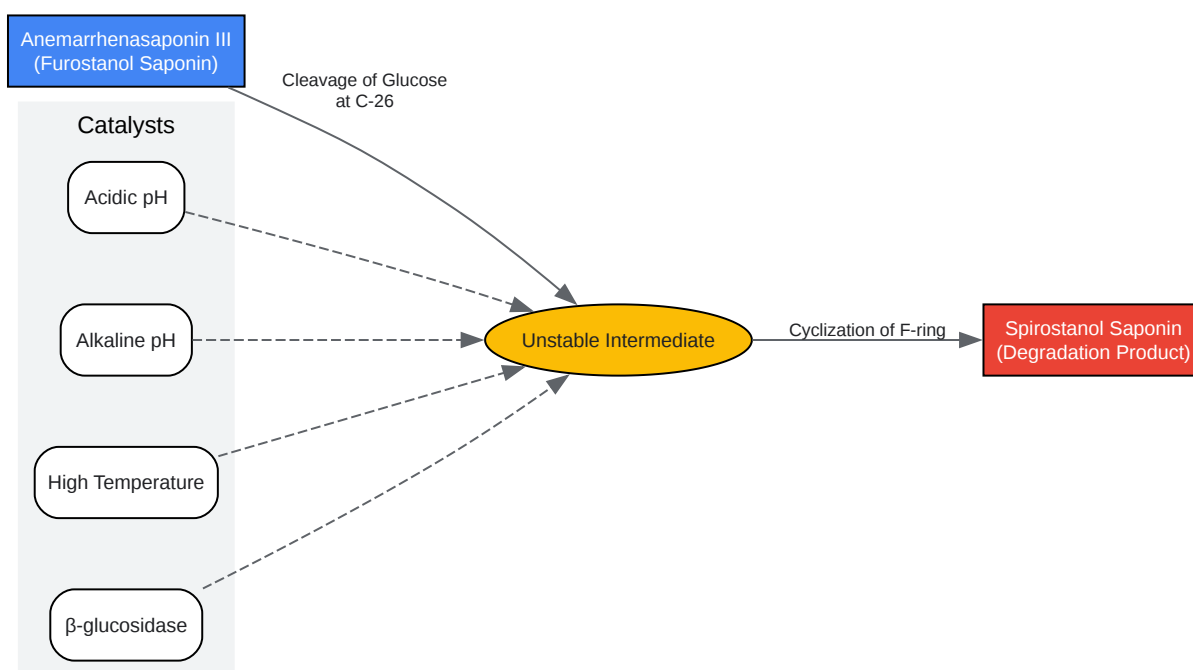 Anemarrhenasaponin III
(Furostanol Saponin)
Cleavage of Glucose
at C-26
Catalysts
Acidic pH
Alkaline pH
High Temperature
β-glucosidase
Unstable Intermediate
Cyclization of F-ring
Spirostanol Saponin
(Degradation Product)